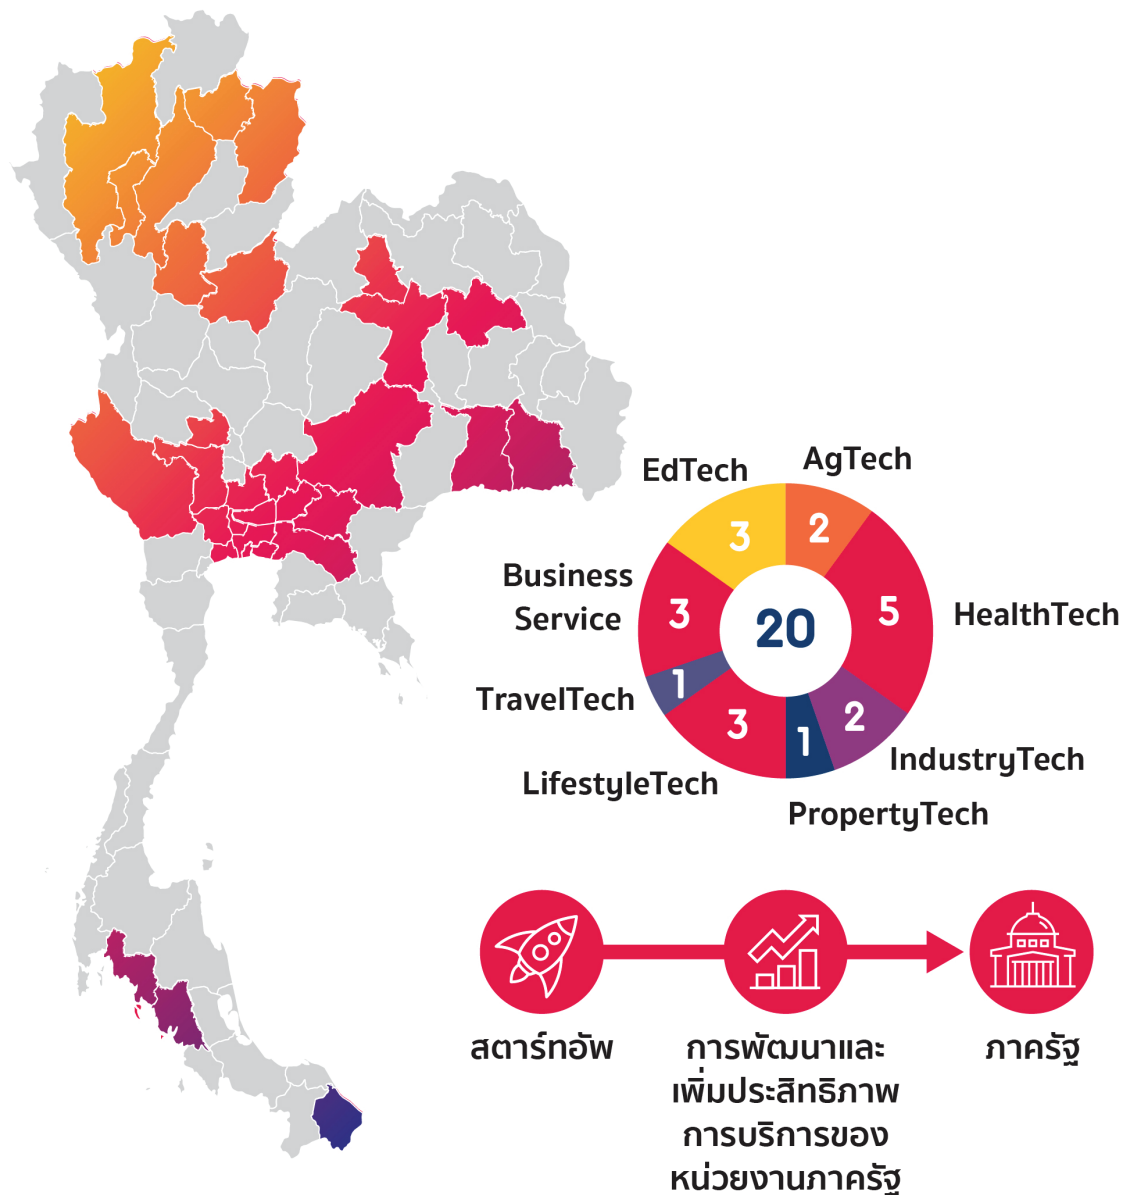 EdTech
AgTech
3
2
Business
Service
3
20
5
HealthTech
TravelTech
1
3
1
2
IndustryTech
LifestyleTech
PropertyTech
สตาร์ทอัพ
การพัฒนาและ
เพิ่มประสิทธิภาพ
การบริการของ
หน่วยงานภาครัฐ
ภาครัฐ